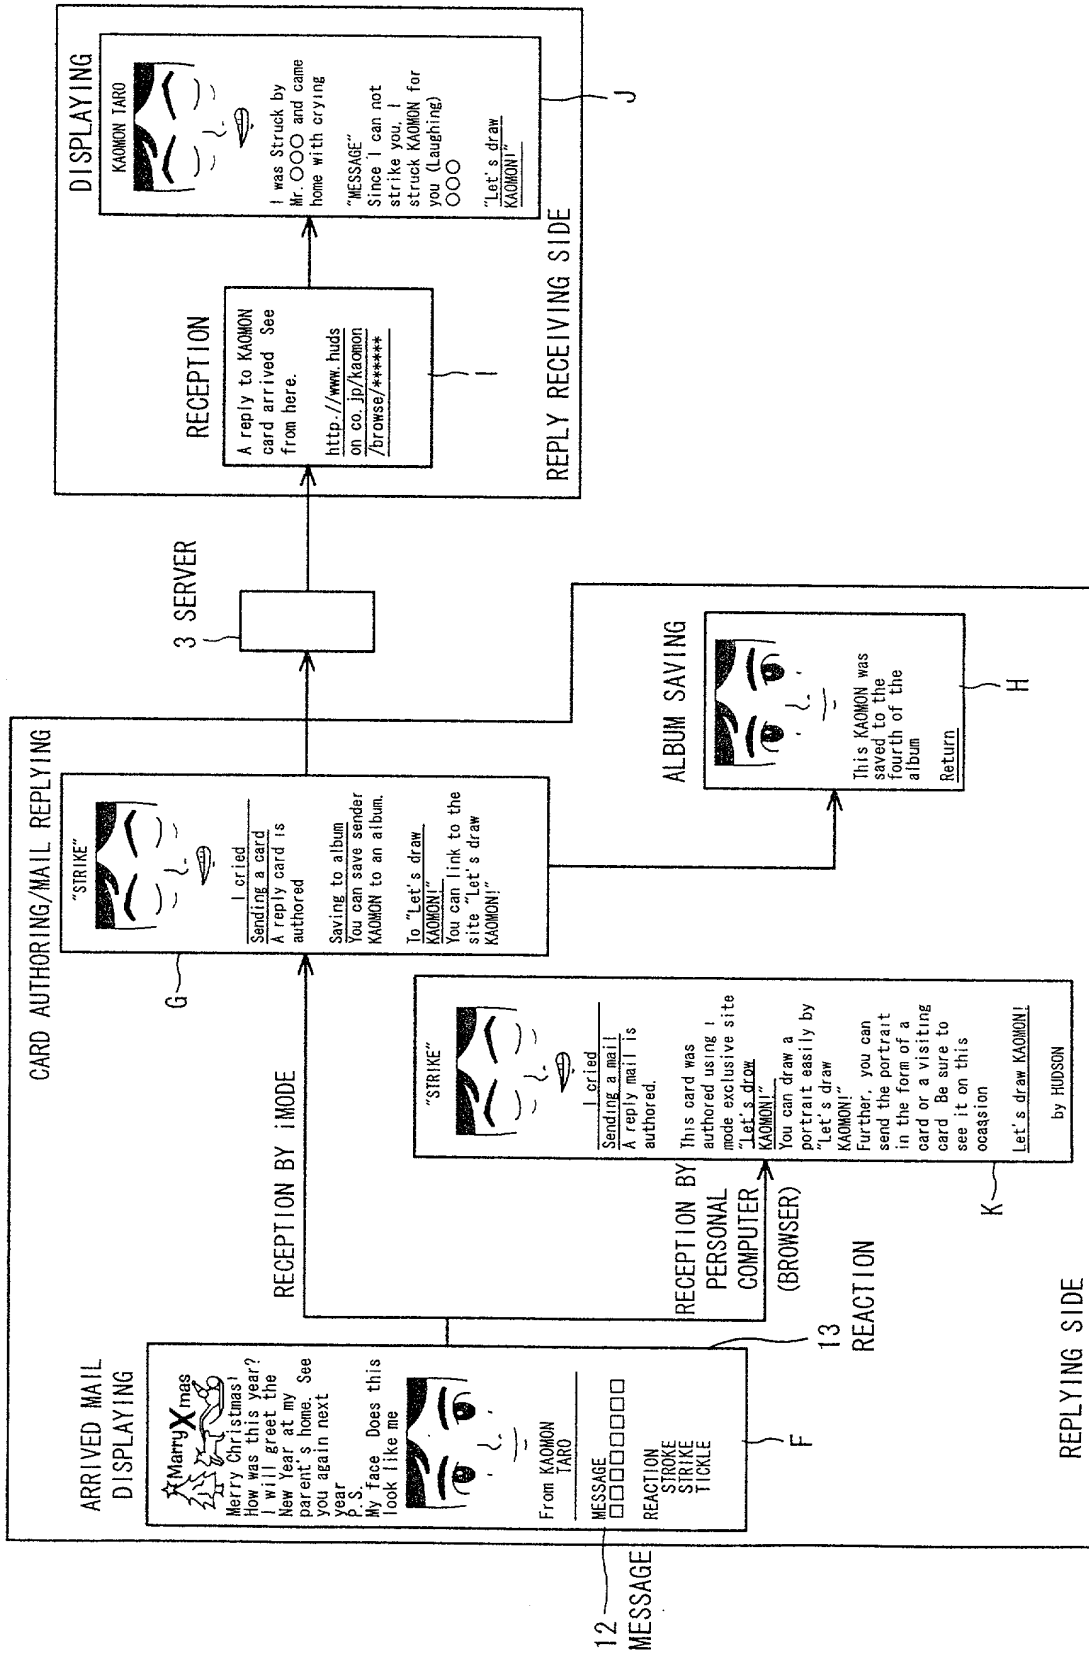 ARRIVED MAIL
DISPLAYING
Marry Xmas
Merry Christmas!
How was this year?
I will greet the
New Year at my
parent's home. See
you again next
year
P.S.
My face Does this
look like me
From KAOMON
TARO
MESSAGE
□□□□□□□□
REACTION
STROKE
STRIKE
TICKLE
F
12
MESSAGE
13
REACTION
RECEPTION BY iMODE
RECEPTION BY
PERSONAL
COMPUTER
(BROWSER)
CARD AUTHORING/MAIL REPLYING
"STRIKE"
I cried
Sending a card
A reply card is
authored
Saving to album
You can save sender
KAOMON to an album.
To "Let's draw
KAOMON!"
You can link to the
site "Let's draw
KAOMON!"
G
"STRIKE"
I cried
Sending a mail
A reply mail is
authored.
This card was
authored using i
mode exclusive site
"Let's drow
KAOMON!"
You can draw a
portrait easily by
"Let's draw
KAOMON!"
Further, you can
send the portrait
in the form of a
card or a visiting
card Be sure to
see it on this
ocaşsion
Let's draw KAOMON!
by HUDSON
K
ALBUM SAVING
This KAOMON was
saved to the
fourth of the
album
Return
H
REPLYING SIDE
3 SERVER
RECEPTION
A reply to KAOMON
card arrived See
from here.
http·//www.huds
on co.jp/kaomon
/browse/******
I
DISPLAYING
KAOMON TARO
I was Struck by
Mr.○○○ and came
home with crying
"MESSAGE"
Since I can not
strike you, I
struck KAOMON for
you (Laughing)
○○○
"Let's draw
KAOMON!"
J
REPLY RECEIVING SIDE